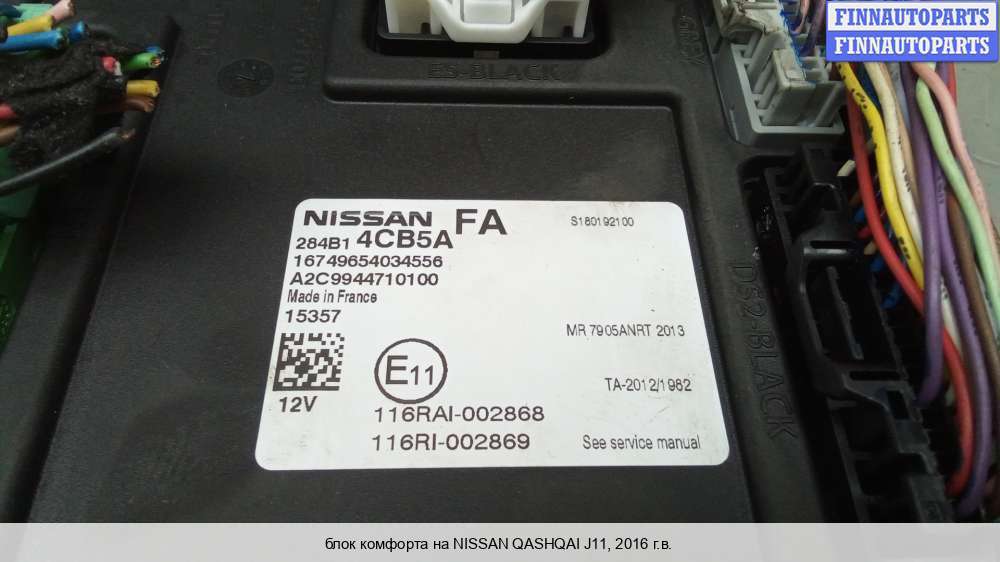 FINNAUTOPARTS
FINNAUTOPARTS
ES-BLACK
NISSAN FA
S180192100
284B1 4CB5A
16749654034556
A2C9944710100
Made in France
15357
MR 7905ANRT 2013
E11
TA-2012/1982
12V
116RAI-002868
116RI-002869
See service manual
DS2-BLACK
блок комфорта на NISSAN QASHQAI J11, 2016 г.в.